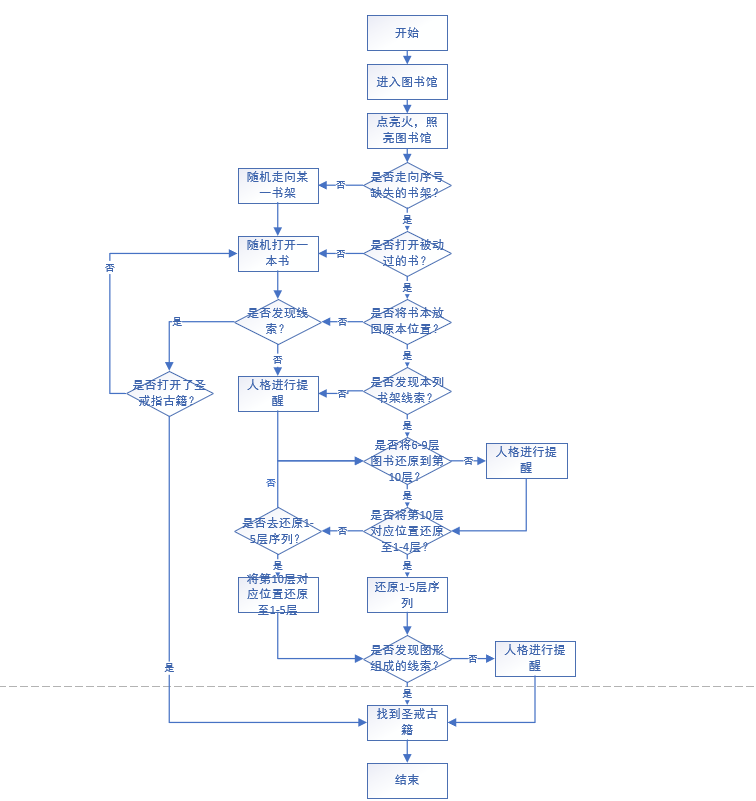 开始
进入图书馆
点亮火，照
亮图书馆
随机走向某
一书架
否
是否走向序号
缺失的书架？
是
随机打开一
本书
否
是否打开被动
过的书？
否
是
是否发现线
索？
否
是否将书本放
回原本位置？
是
否
是
是否打开了圣
戒指古籍？
人格进行提
醒
否
是否发现本列
书架线索？
是
是否将6-9层
图书还原到第
10层？
否
人格进行提
醒
否
是
是否去还原1-
5层序列？
否
是否将第10层
对应位置还原
至1-4层？
是
是
将第10层对
应位置还原
至1-5层
还原1-5层序
列
是否发现图形
组成的线索？
否
人格进行提
醒
是
是
找到圣戒古
籍
结束